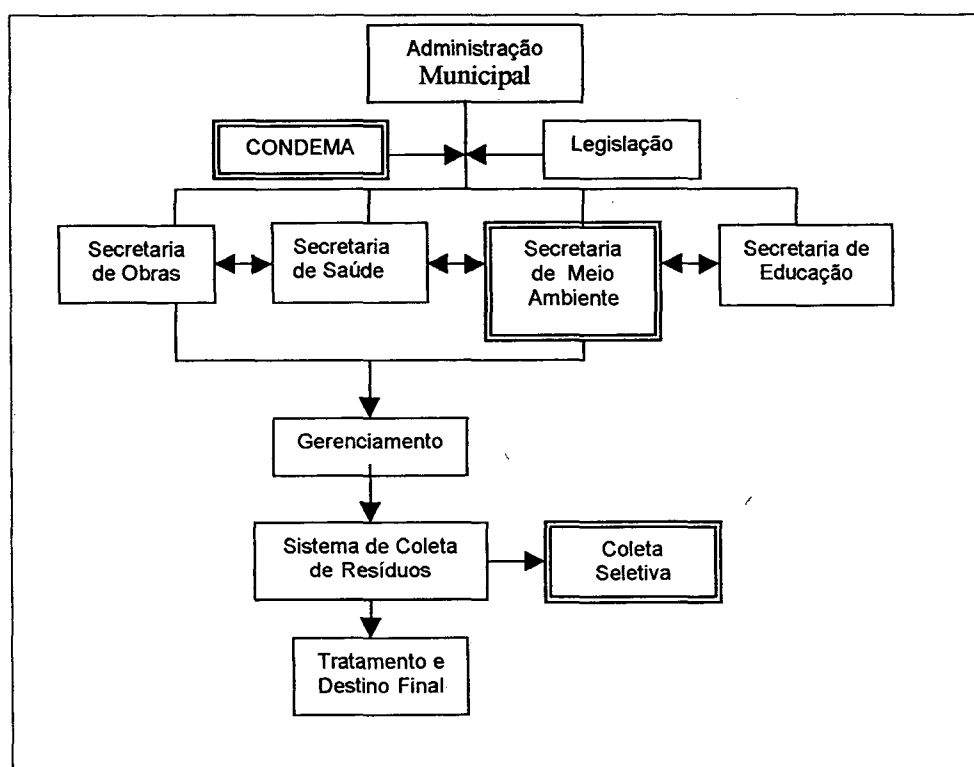 Administração
Municipal
CONDEMA
Legislação
Secretaria
de Obras
Secretaria
de Saúde
Secretaria
de Meio
Ambiente
Secretaria de
Educação
Gerenciamento
Sistema de Coleta
de Resíduos
Coleta
Seletiva
Tratamento e
Destino Final